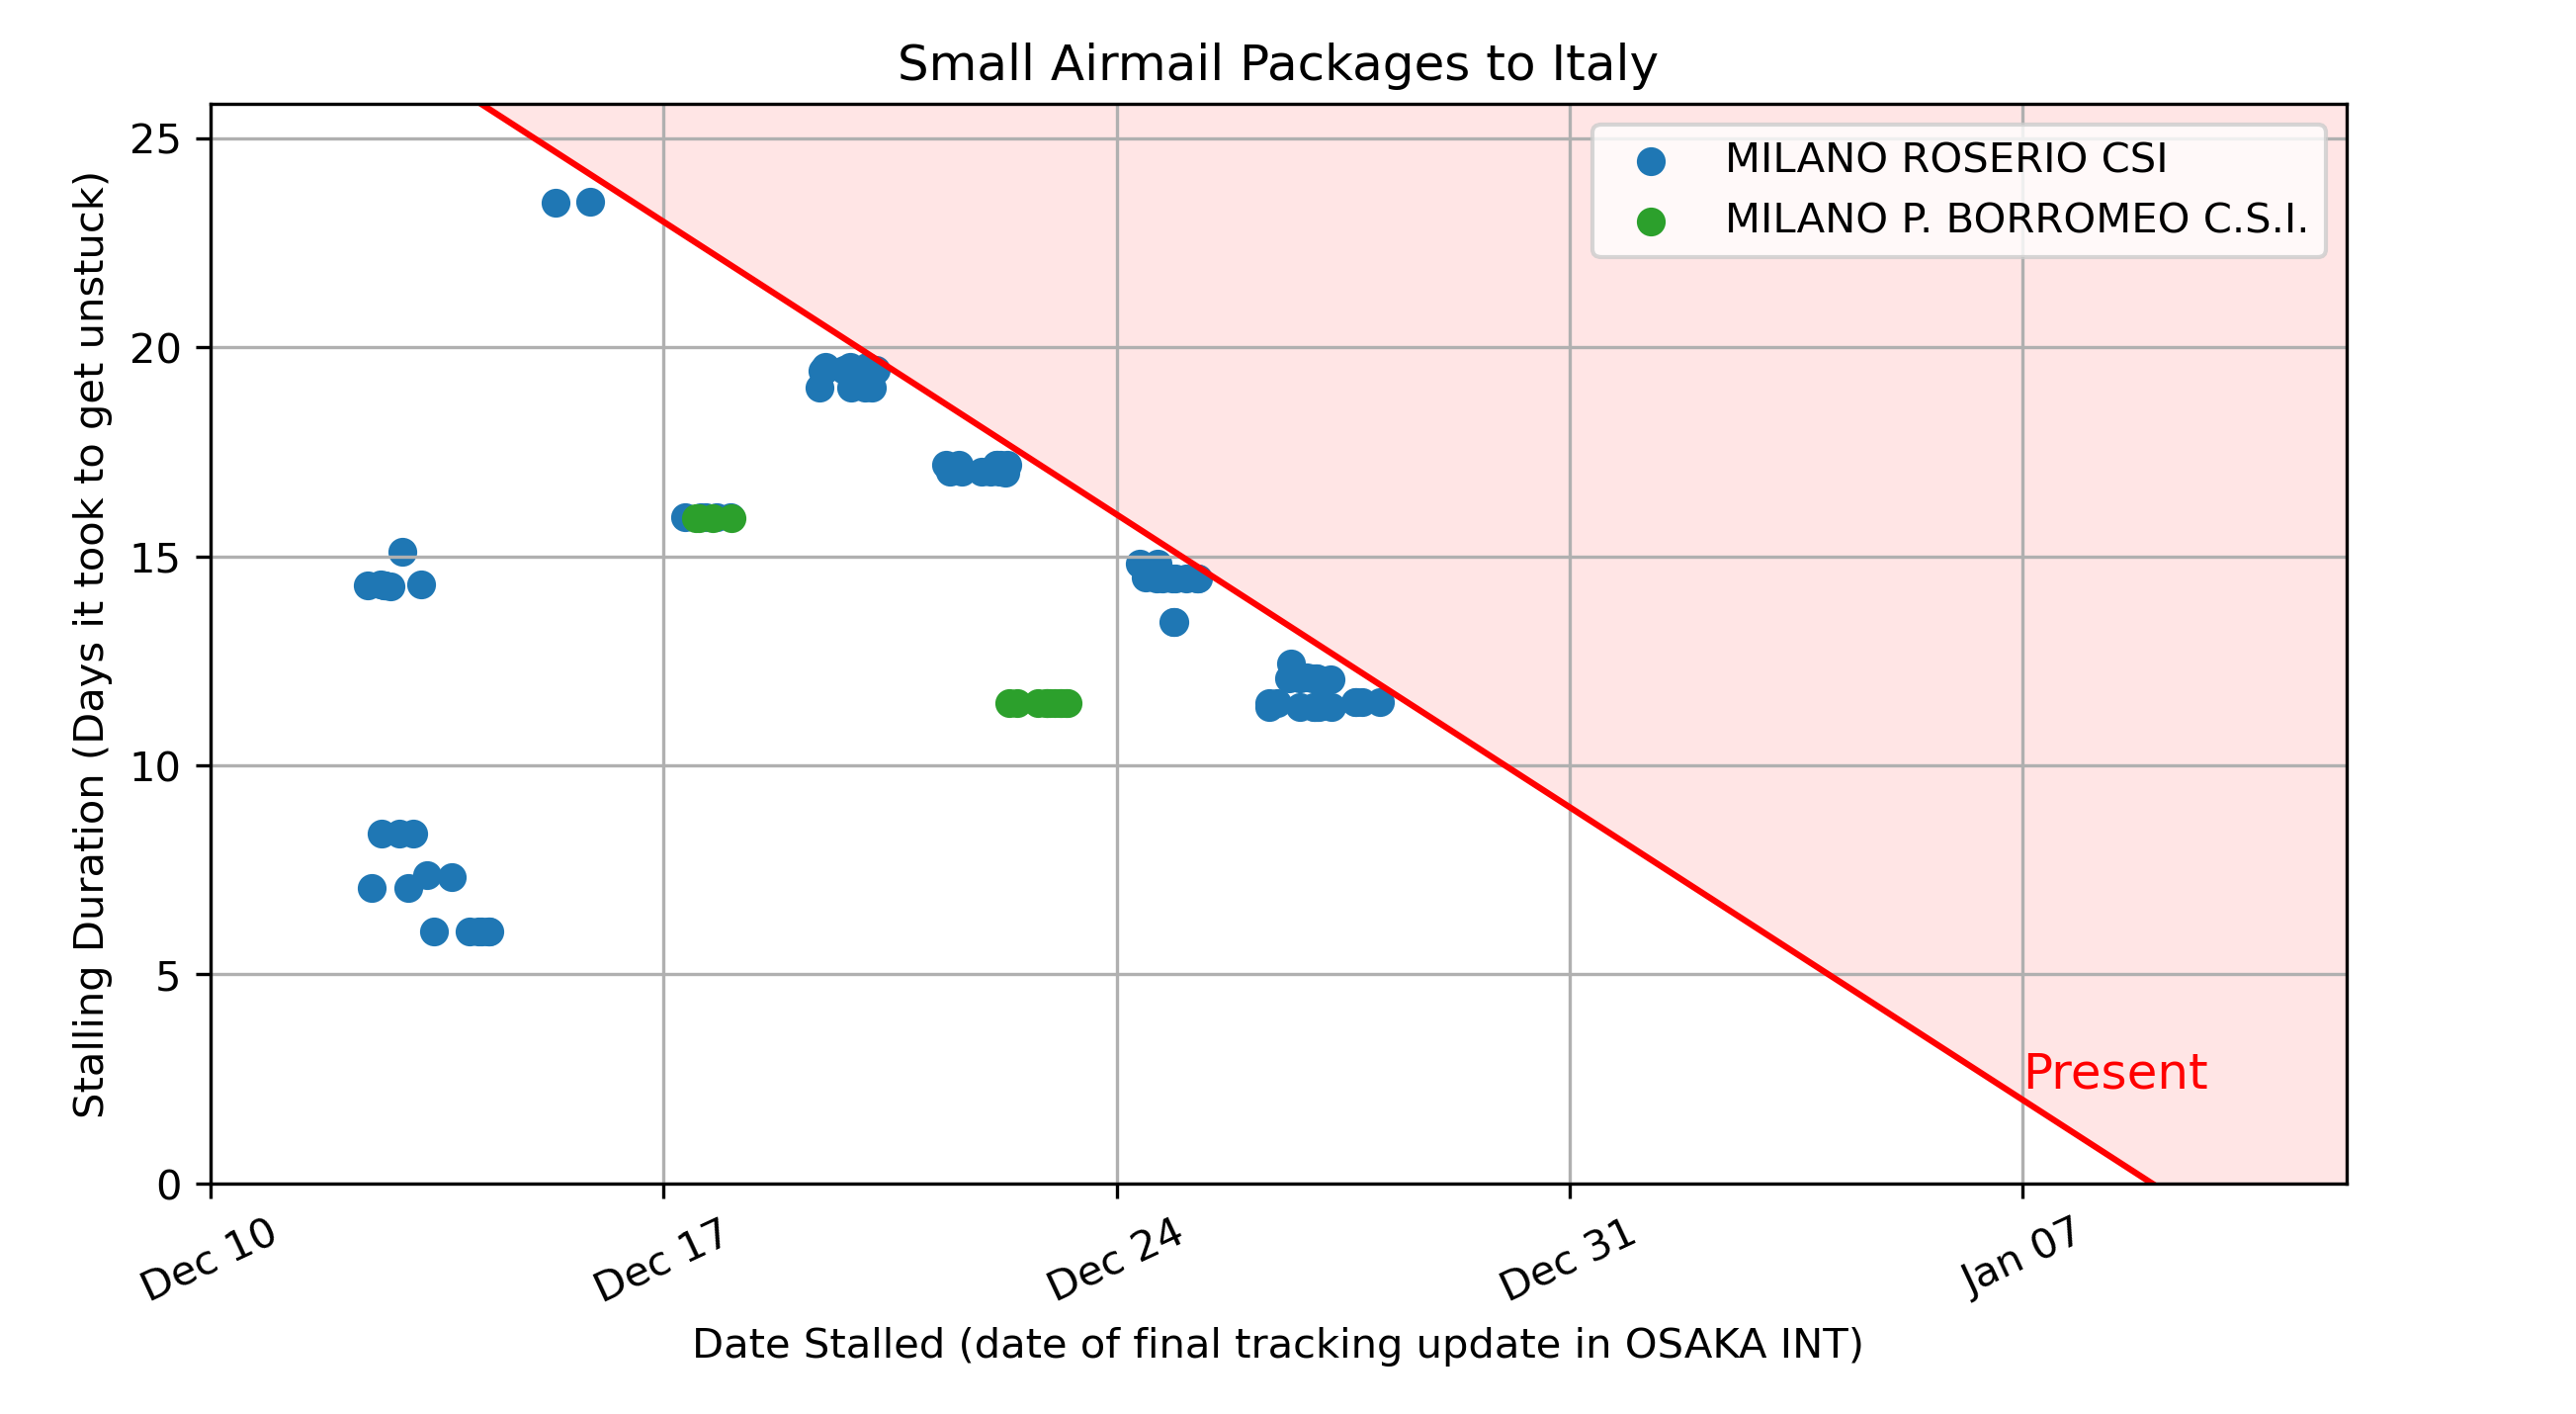 Small Airmail Packages to Italy
MILANO ROSERIO CSI
MILANO P. BORROMEO C.S.I.
Stalling Duration (Days it took to get unstuck)
25
20
15
10
5
0
Present
Dec 10
Dec 17
Dec 24
Dec 31
Jan 07
Date Stalled (date of final tracking update in OSAKA INT)